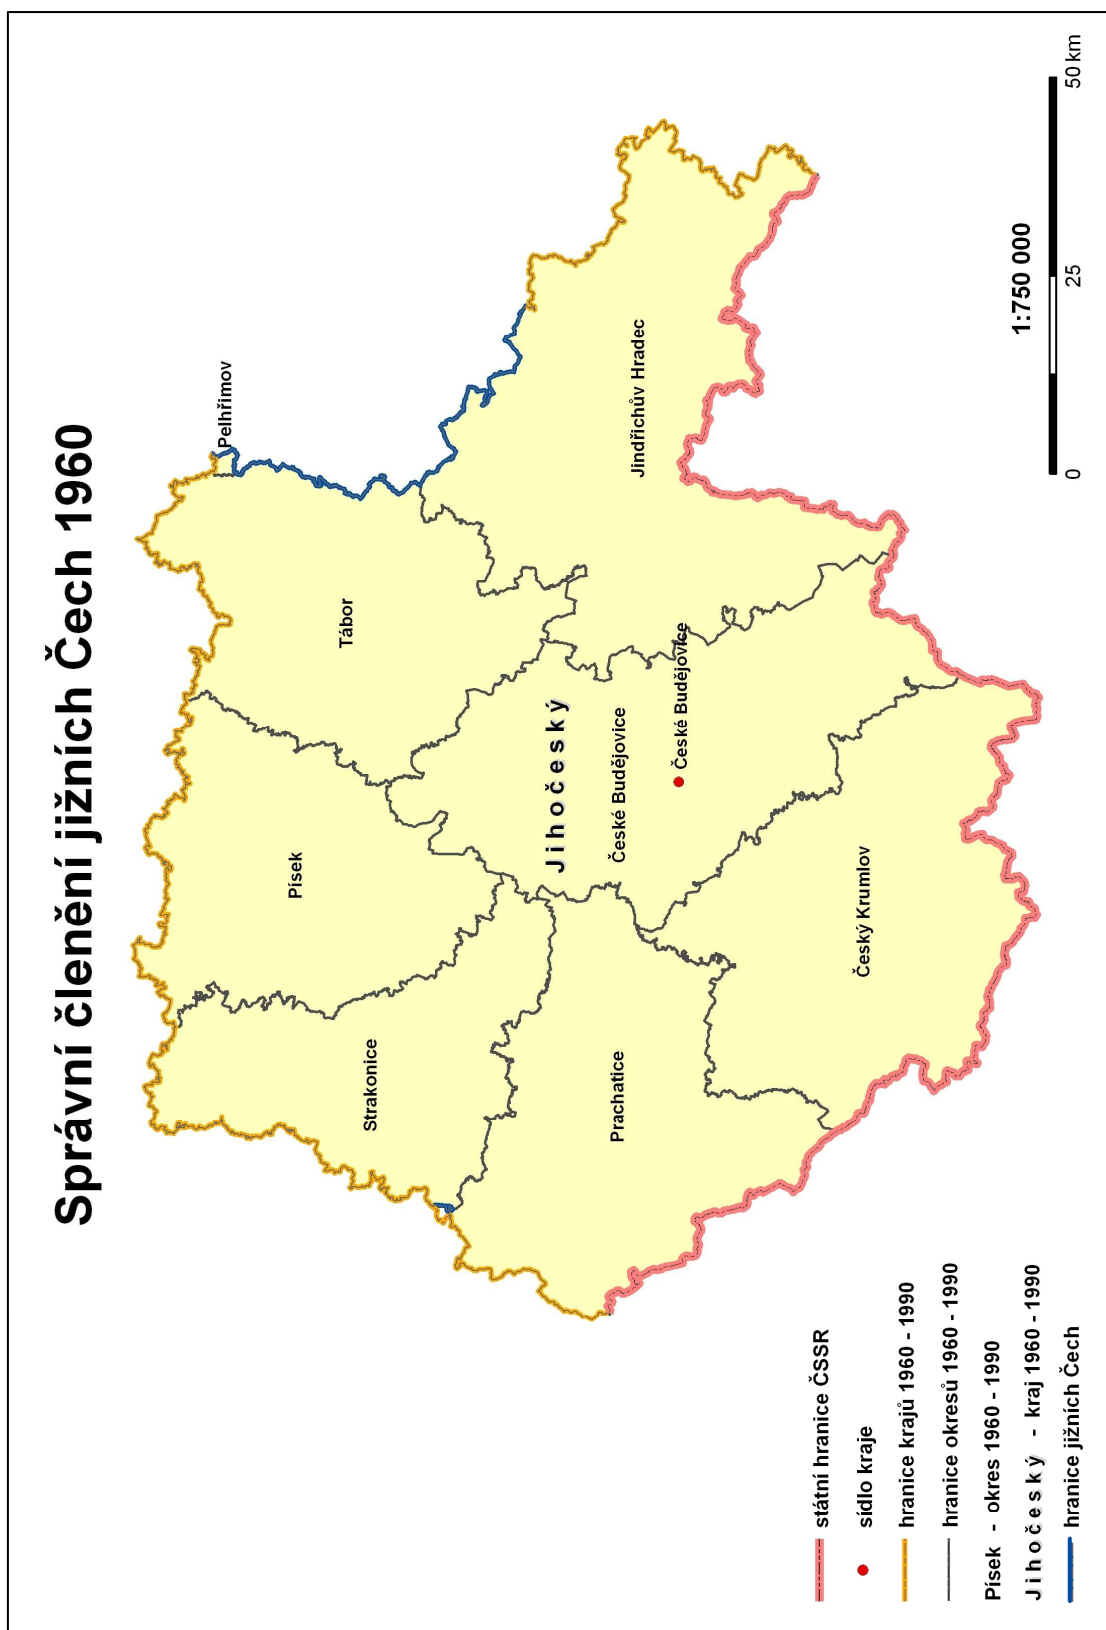 Správní členění jižních Čech 1960
Pelhřimov
Tábor
Písek
Strakonice
Jindřichův Hradec
Jihočeský
České Budějovice
České Budějovice
Prachatice
Český Krumlov
státní hranice ČSSR
sídlo kraje
hranice krajů 1960 - 1990
hranice okresů 1960 - 1990
Písek - okres 1960 - 1990
Jihočeský - kraj 1960 - 1990
hranice jižních Čech
1:750 000
0 25 50 km